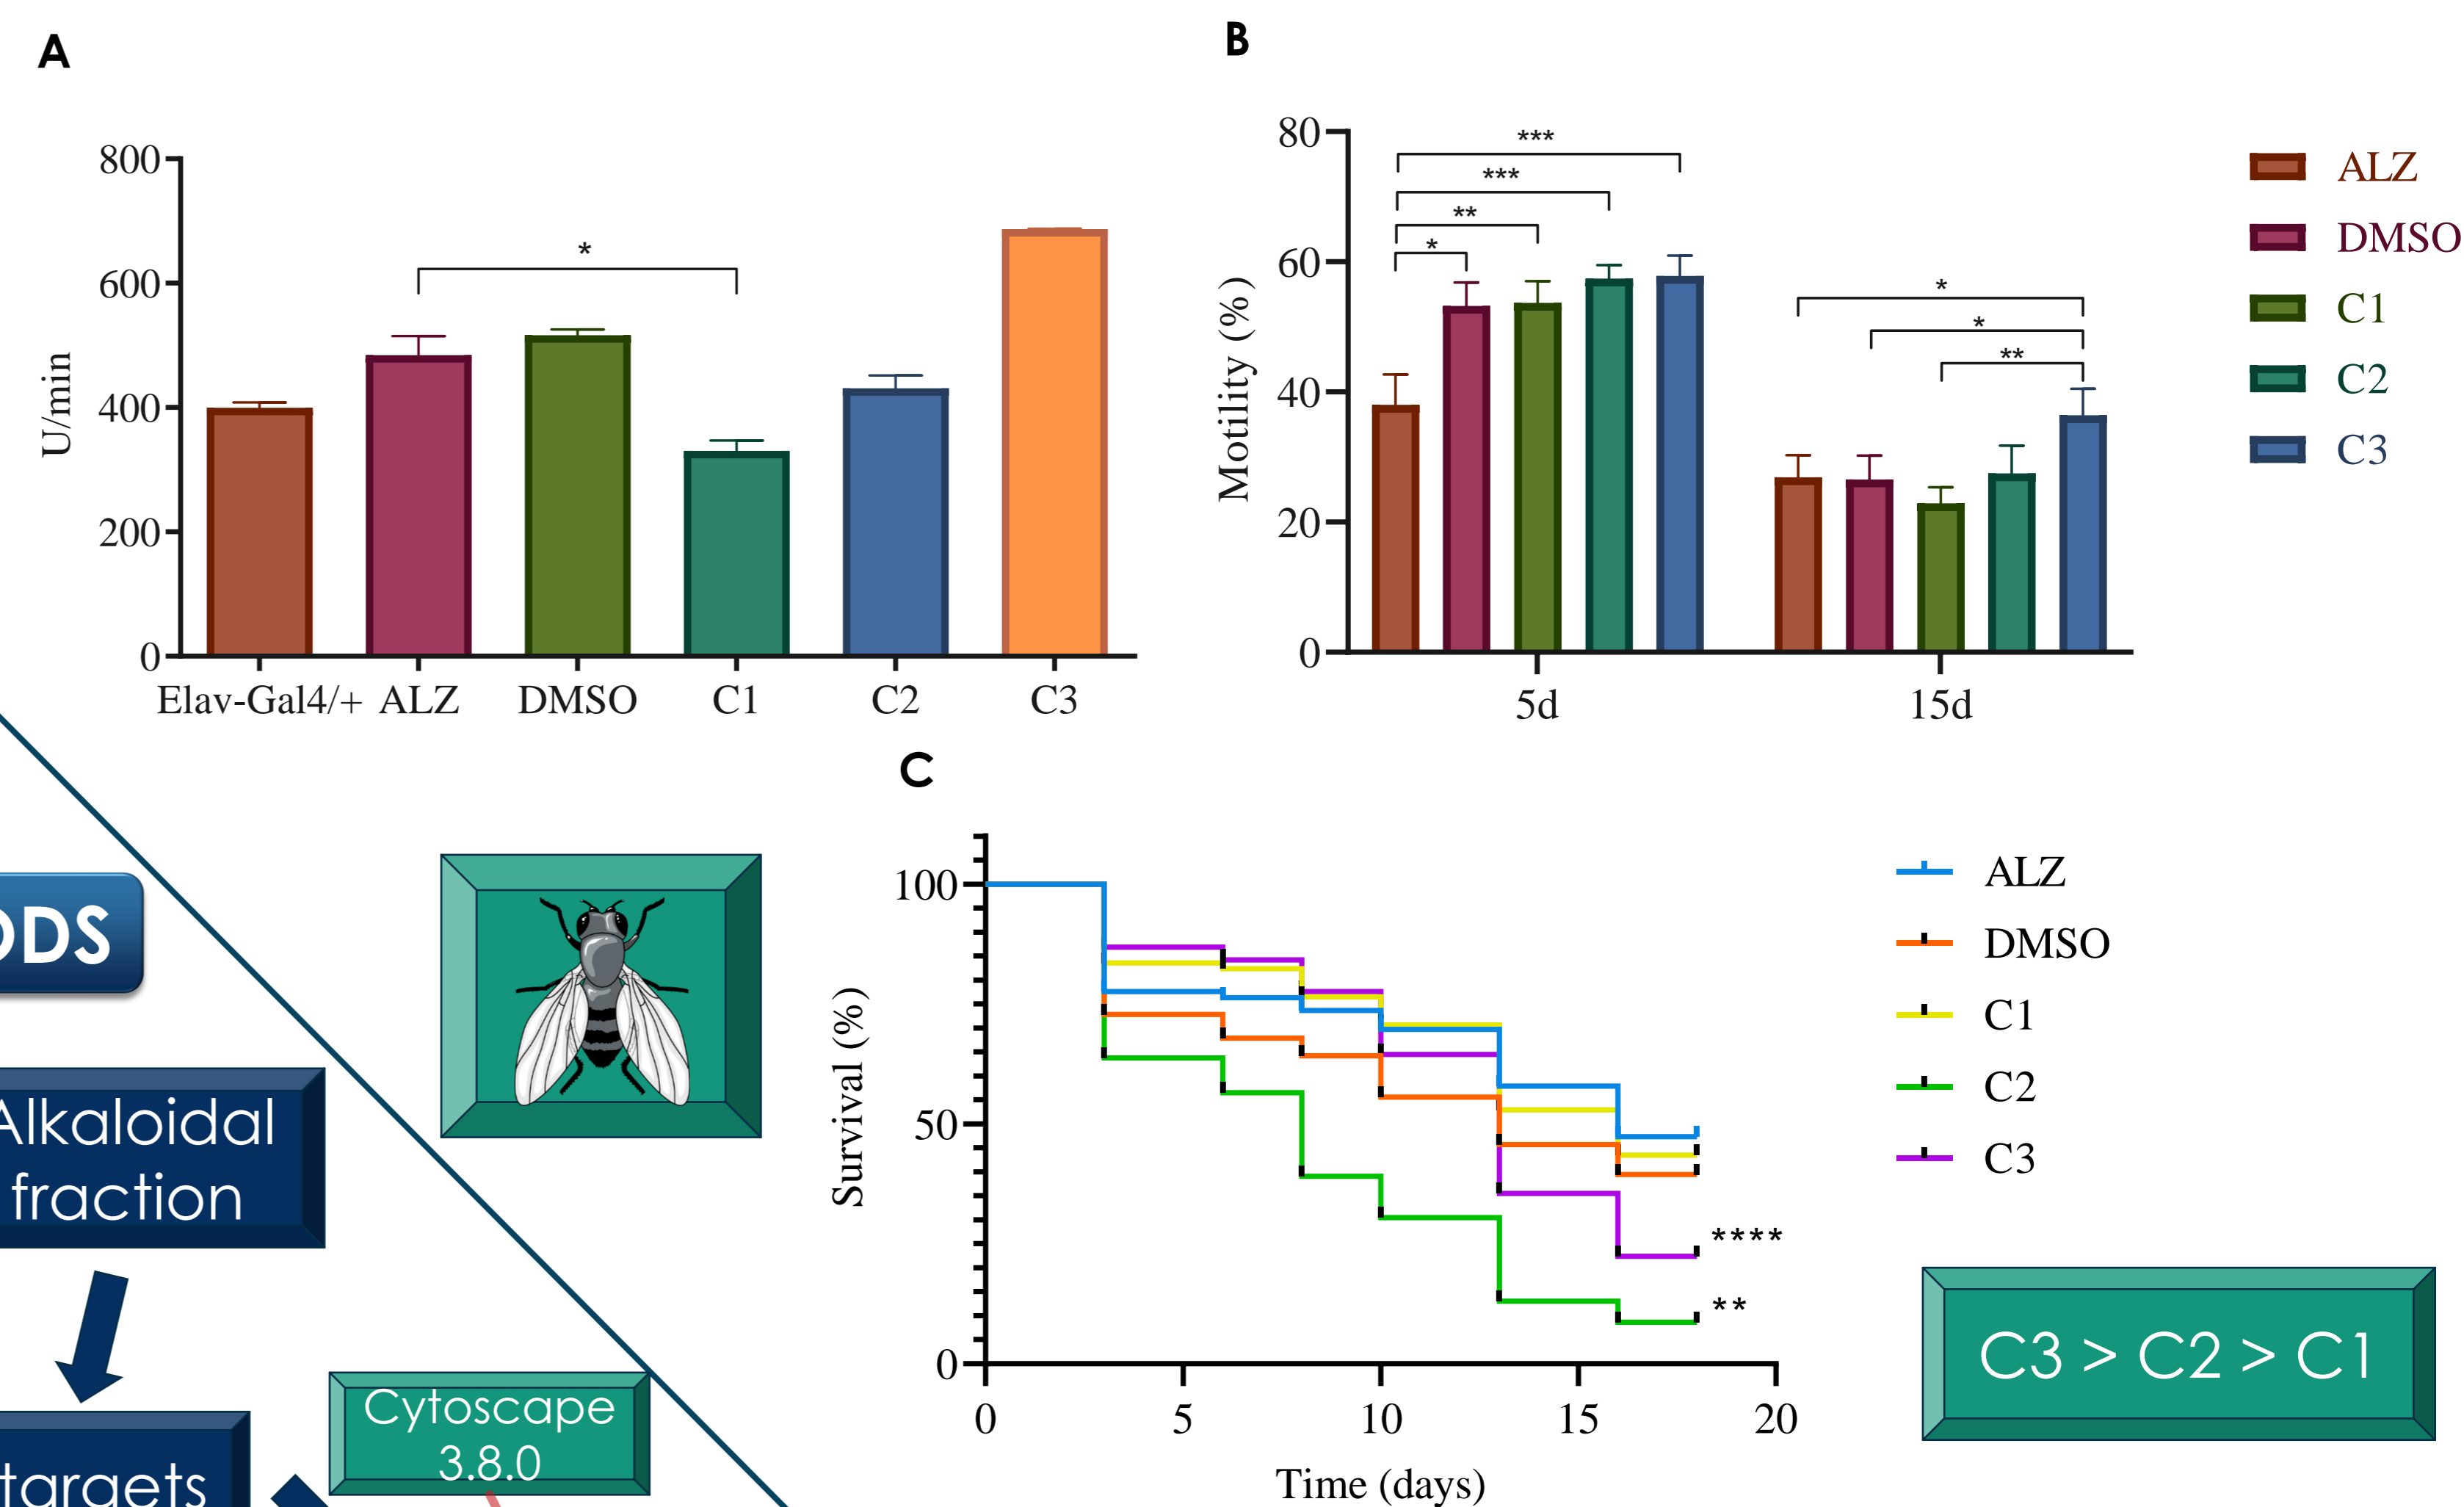 A
800
600
400
200
0
U/min
*
Elav-Gal4/+ ALZ DMSO C1 C2 C3
B
80
60
40
20
0
Motility (%)
***
***
**
*
*
*
**
5d 15d
ALZ
DMSO
C1
C2
C3
C
100
50
0
Survival (%)
0 5 10 15 20
Time (days)
****
**
ALZ
DMSO
C1
C2
C3
C3 > C2 > C1
ODS
Alkaloidal
fraction
targets
Cytoscape
3.8.0